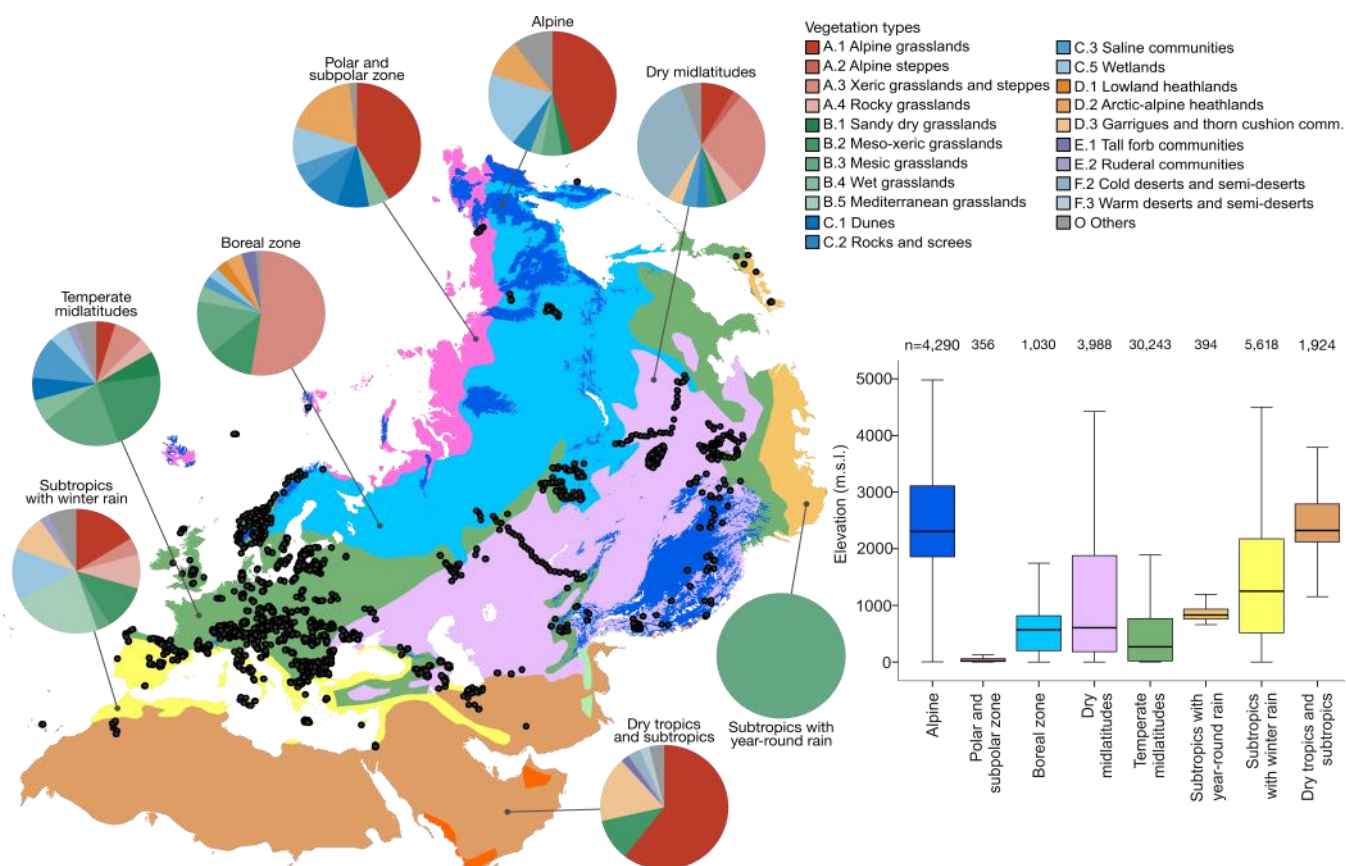 Alpine
Polar and
subpolar zone
Dry midlatitudes
Boreal zone
Temperate
midlatitudes
Subtropics
with winter rain
Subtropics with
year-round rain
Dry tropics
and subtropics
Vegetation types
A.1 Alpine grasslands
A.2 Alpine steppes
A.3 Xeric grasslands and steppes
A.4 Rocky grasslands
B.1 Sandy dry grasslands
B.2 Meso-xeric grasslands
B.3 Mesic grasslands
B.4 Wet grasslands
B.5 Mediterranean grasslands
C.1 Dunes
C.2 Rocks and screes
C.3 Saline communities
C.5 Wetlands
D.1 Lowland heathlands
D.2 Arctic-alpine heathlands
D.3 Garrigues and thorn cushion comm.
E.1 Tall forb communities
E.2 Ruderal communities
F.2 Cold deserts and semi-deserts
F.3 Warm deserts and semi-deserts
O Others
n=4,290 356 1,030 3,988 30,243 394 5,618 1,924
Elevation (m.s.l.)
5000
4000
3000
2000
1000
0
Alpine
Polar and
subpolar zone
Boreal zone
Dry
midlatitudes
Temperate
midlatitudes
Subtropics with
year-round rain
Subtropics
with winter rain
Dry tropics and
subtropics